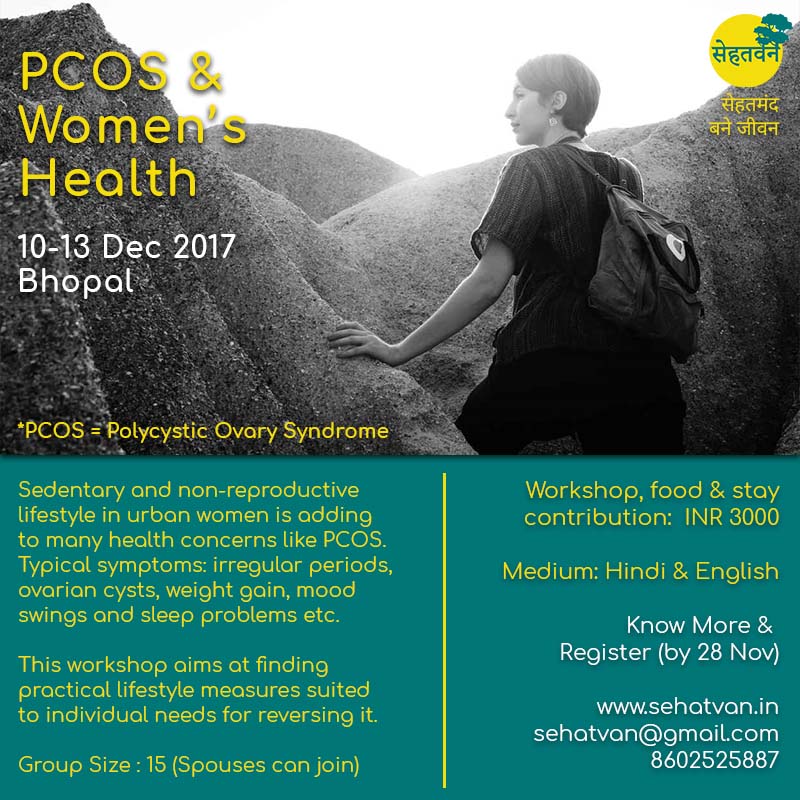 PCOS &
Women's
Health
10-13 Dec 2017
Bhopal
*PCOS = Polycystic Ovary Syndrome
सेहतवन
सेहतमंद
बने जीवन
Sedentary and non-reproductive
lifestyle in urban women is adding
to many health concerns like PCOS.
Typical symptoms: irregular periods,
ovarian cysts, weight gain, mood
swings and sleep problems etc.
This workshop aims at finding
practical lifestyle measures suited
to individual needs for reversing it.
Group Size : 15 (Spouses can join)
Workshop, food & stay
contribution: INR 3000
Medium: Hindi & English
Know More &
Register (by 28 Nov)
www.sehatvan.in
sehatvan@gmail.com
8602525887